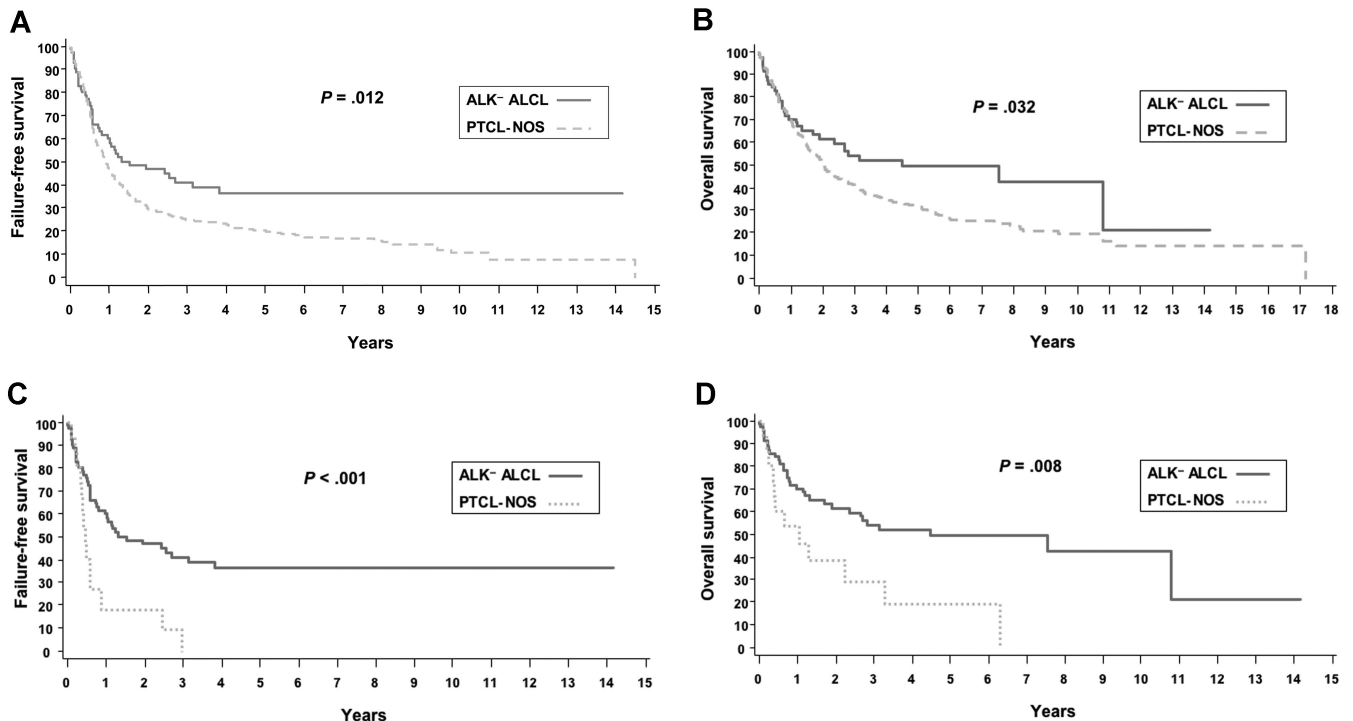 A
Failure-free survival
100
90
80
70
60
50
40
30
20
10
0
P = .012
ALK– ALCL
PTCL-NOS
0 1 2 3 4 5 6 7 8 9 10 11 12 13 14 15
Years
B
Overall survival
100
90
80
70
60
50
40
30
20
10
0
P = .032
ALK– ALCL
PTCL-NOS
0 1 2 3 4 5 6 7 8 9 10 11 12 13 14 15 16 17 18
Years
C
Failure-free survival
100
90
80
70
60
50
40
30
20
10
0
P < .001
ALK– ALCL
PTCL-NOS
0 1 2 3 4 5 6 7 8 9 10 11 12 13 14 15
Years
D
Overall survival
100
90
80
70
60
50
40
30
20
10
0
P = .008
ALK– ALCL
PTCL-NOS
0 1 2 3 4 5 6 7 8 9 10 11 12 13 14 15
Years